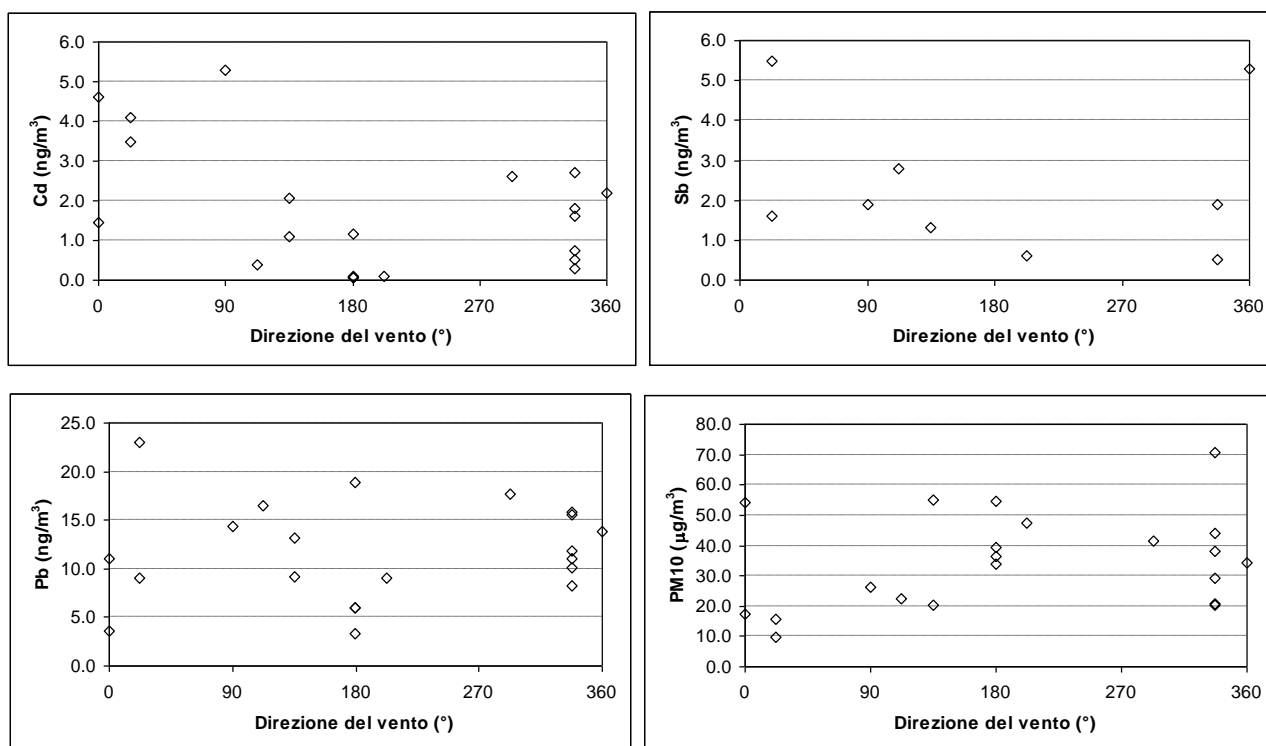 6.0
5.0
4.0
3.0
2.0
1.0
0.0
Cd (ng/m³)
0 90 180 270 360
Direzione del vento (°)
6.0
5.0
4.0
3.0
2.0
1.0
0.0
Sb (ng/m³)
0 90 180 270 360
Direzione del vento (°)
25.0
20.0
15.0
10.0
5.0
0.0
Pb (ng/m³)
0 90 180 270 360
Direzione del vento (°)
80.0
70.0
60.0
50.0
40.0
30.0
20.0
10.0
0.0
PM10 (µg/m³)
0 90 180 270 360
Direzione del vento (°)